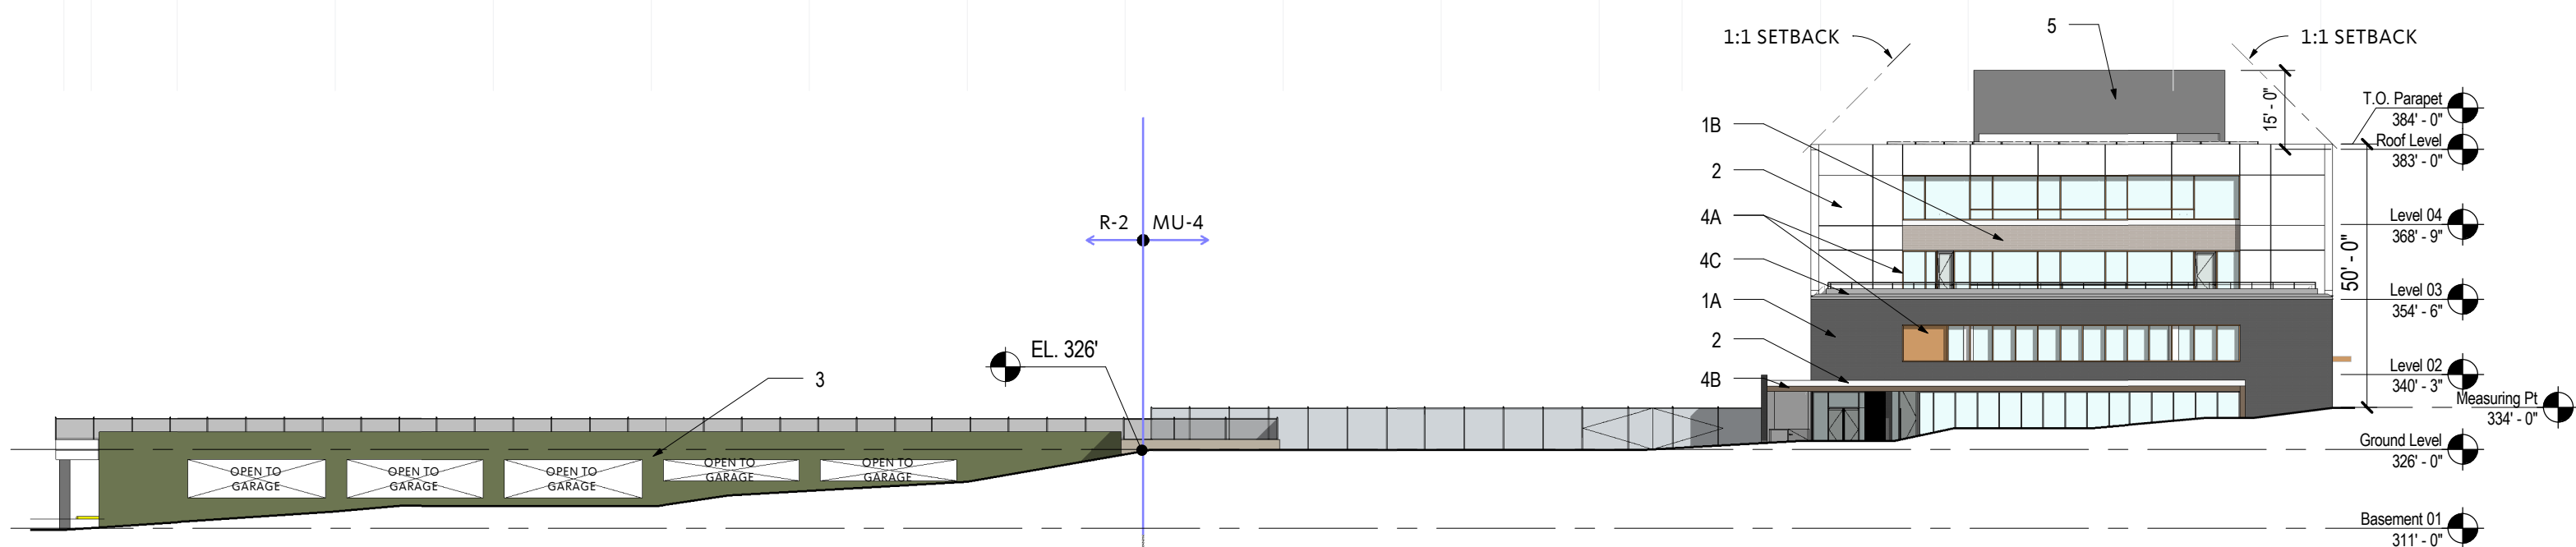 5
1:1 SETBACK
1:1 SETBACK
15' - 0"
T.O. Parapet
384' - 0"
Roof Level
383' - 0"
1B
2
4A
4C
1A
2
4B
R-2
MU-4
Level 04
368' - 9"
50' - 0"
Level 03
354' - 6"
Level 02
340' - 3"
Measuring Pt
334' - 0"
Ground Level
326' - 0"
Basement 01
311' - 0"
EL. 326'
3
OPEN TO
GARAGE
OPEN TO
GARAGE
OPEN TO
GARAGE
OPEN TO
GARAGE
OPEN TO
GARAGE